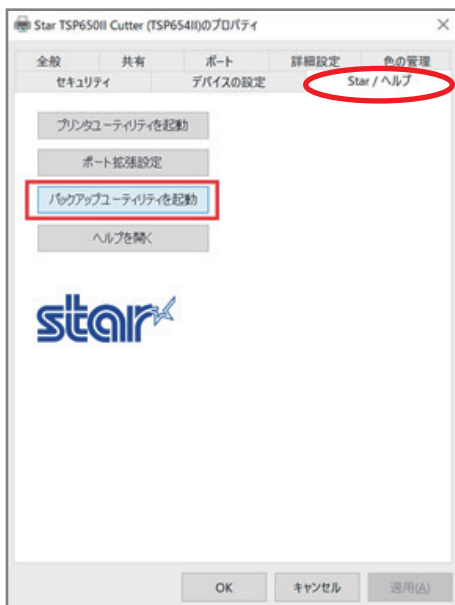 Star TSP650II Cutter (TSP654II)のプロパティ
全般 共有 ポート 詳細設定 色の管理
セキュリティ デバイスの設定 Star / ヘルプ
プリンタユーティリティを起動
ポート拡張設定
バックアップユーティリティを起動
ヘルプを開く
star
OK キャンセル 適用(A)